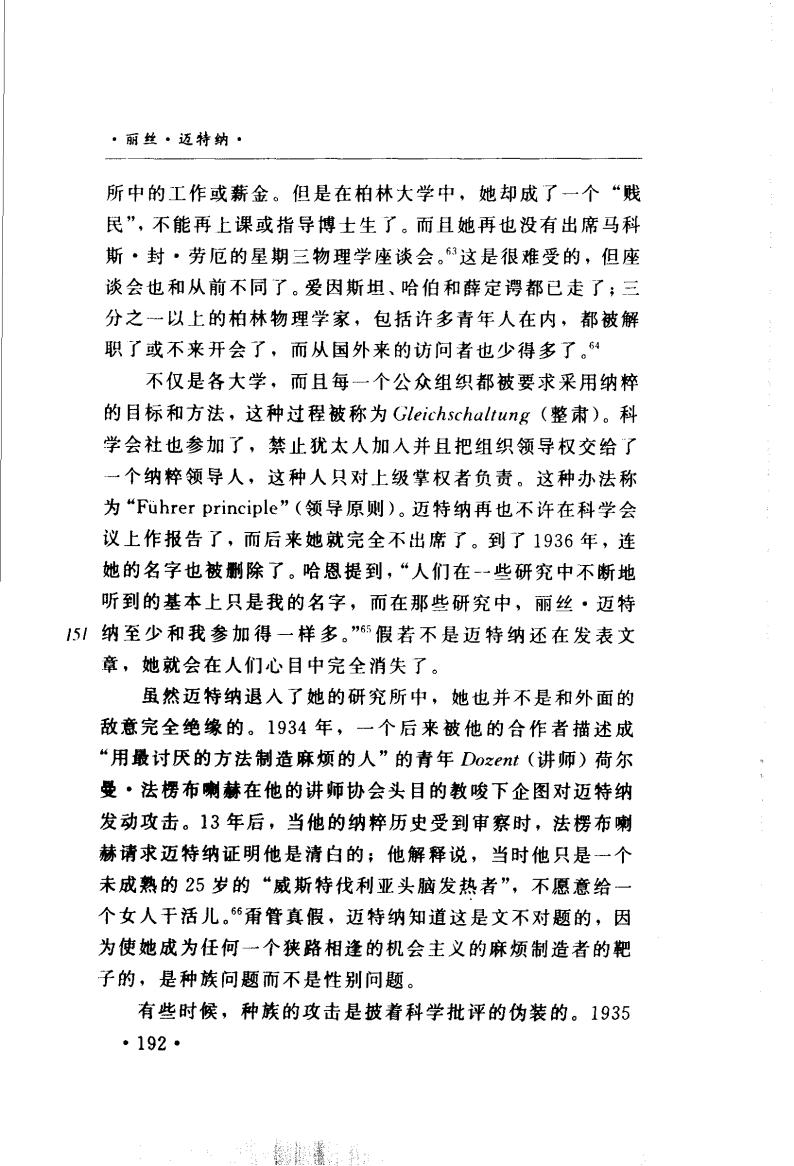 ·丽丝·迈特纳·
所中的工作或薪金。但是在柏林大学中，她却成了一个“贱
民”，不能再上课或指导博士生了。而且她再也没有出席马科
斯·封·劳厄的星期三物理学座谈会。63这是很难受的，但座
谈会也和从前不同了。爱因斯坦、哈伯和薛定谔都已走了；三
分之一以上的柏林物理学家，包括许多青年人在内，都被解
职了或不来开会了，而从国外来的访问者也少得多了。64
不仅是各大学，而且每一个公众组织都被要求采用纳粹
的目标和方法，这种过程被称为 Gleichschaltung（整肃）。科
学会社也参加了，禁止犹太人加入并且把组织领导权交给了
一个纳粹领导人，这种人只对上级掌权者负责。这种办法称
为“Führer principle”（领导原则）。迈特纳再也不许在科学会
议上作报告了，而后来她就完全不出席了。到了 1936 年，连
她的名字也被删除了。哈恩提到，“人们在一些研究中不断地
听到的基本上只是我的名字，而在那些研究中，丽丝·迈特
151 纳至少和我参加得一样多。”65假若不是迈特纳还在发表文
章，她就会在人们心目中完全消失了。
虽然迈特纳退入了她的研究所中，她也并不是和外面的
敌意完全绝缘的。1934 年，一个后来被他的合作者描述成
“用最讨厌的方法制造麻烦的人”的青年 Dozent（讲师）荷尔
曼·法楞布喇赫在他的讲师协会头目的教唆下企图对迈特纳
发动攻击。13 年后，当他的纳粹历史受到审察时，法楞布喇
赫请求迈特纳证明他是清白的；他解释说，当时他只是一个
未成熟的 25 岁的“威斯特伐利亚头脑发热者”，不愿意给一
个女人干活儿。66甭管真假，迈特纳知道这是文不对题的，因
为使她成为任何一个狭路相逢的机会主义的麻烦制造者的靶
子的，是种族问题而不是性别问题。
有些时候，种族的攻击是披着科学批评的伪装的。1935
·192·